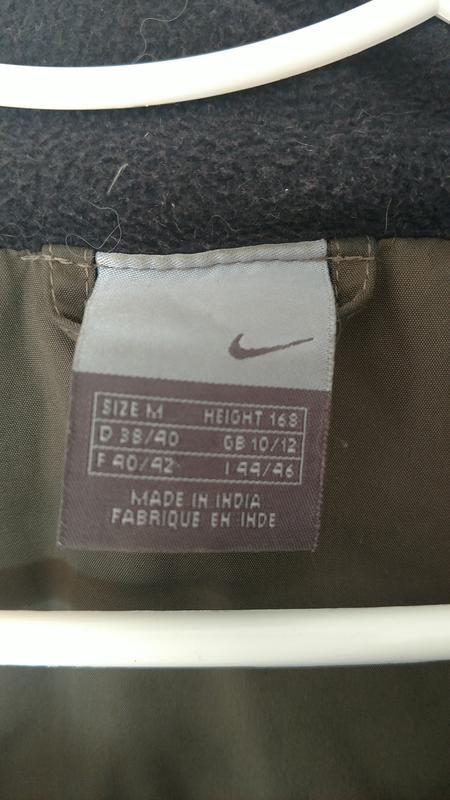 SIZE M HEIGHT 168
D 38/40 GB 10/12
F 40/42 I 44/46
MADE IN INDIA
FABRIQUE EN INDE